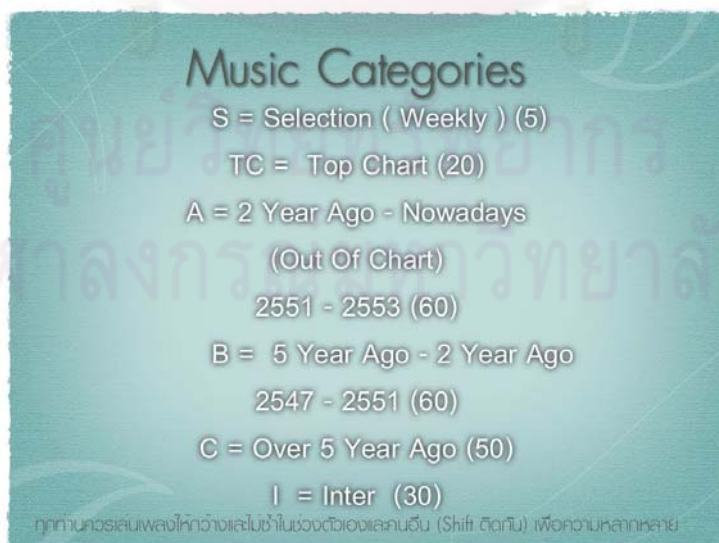 Music Categories
S = Selection ( Weekly ) (5)
TC = Top Chart (20)
A = 2 Year Ago - Nowadays
(Out Of Chart)
2551 - 2553 (60)
B = 5 Year Ago - 2 Year Ago
2547 - 2551 (60)
C = Over 5 Year Ago (50)
I = Inter (30)
ทุกท่านควรเล่นเพลงให้กว้างและไม่ซ้ำในช่วงตัวเองและคนอื่น (Shift ติดกัน) เพื่อความหลากหลาย